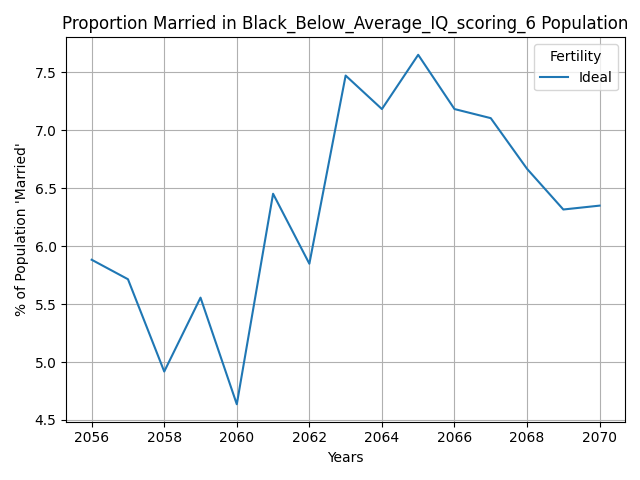 Proportion Married in Black_Below_Average_IQ_scoring_6 Population
Fertility
Ideal
7.5
7.0
6.5
6.0
5.5
5.0
4.5
% of Population 'Married'
2056 2058 2060 2062 2064 2066 2068 2070
Years